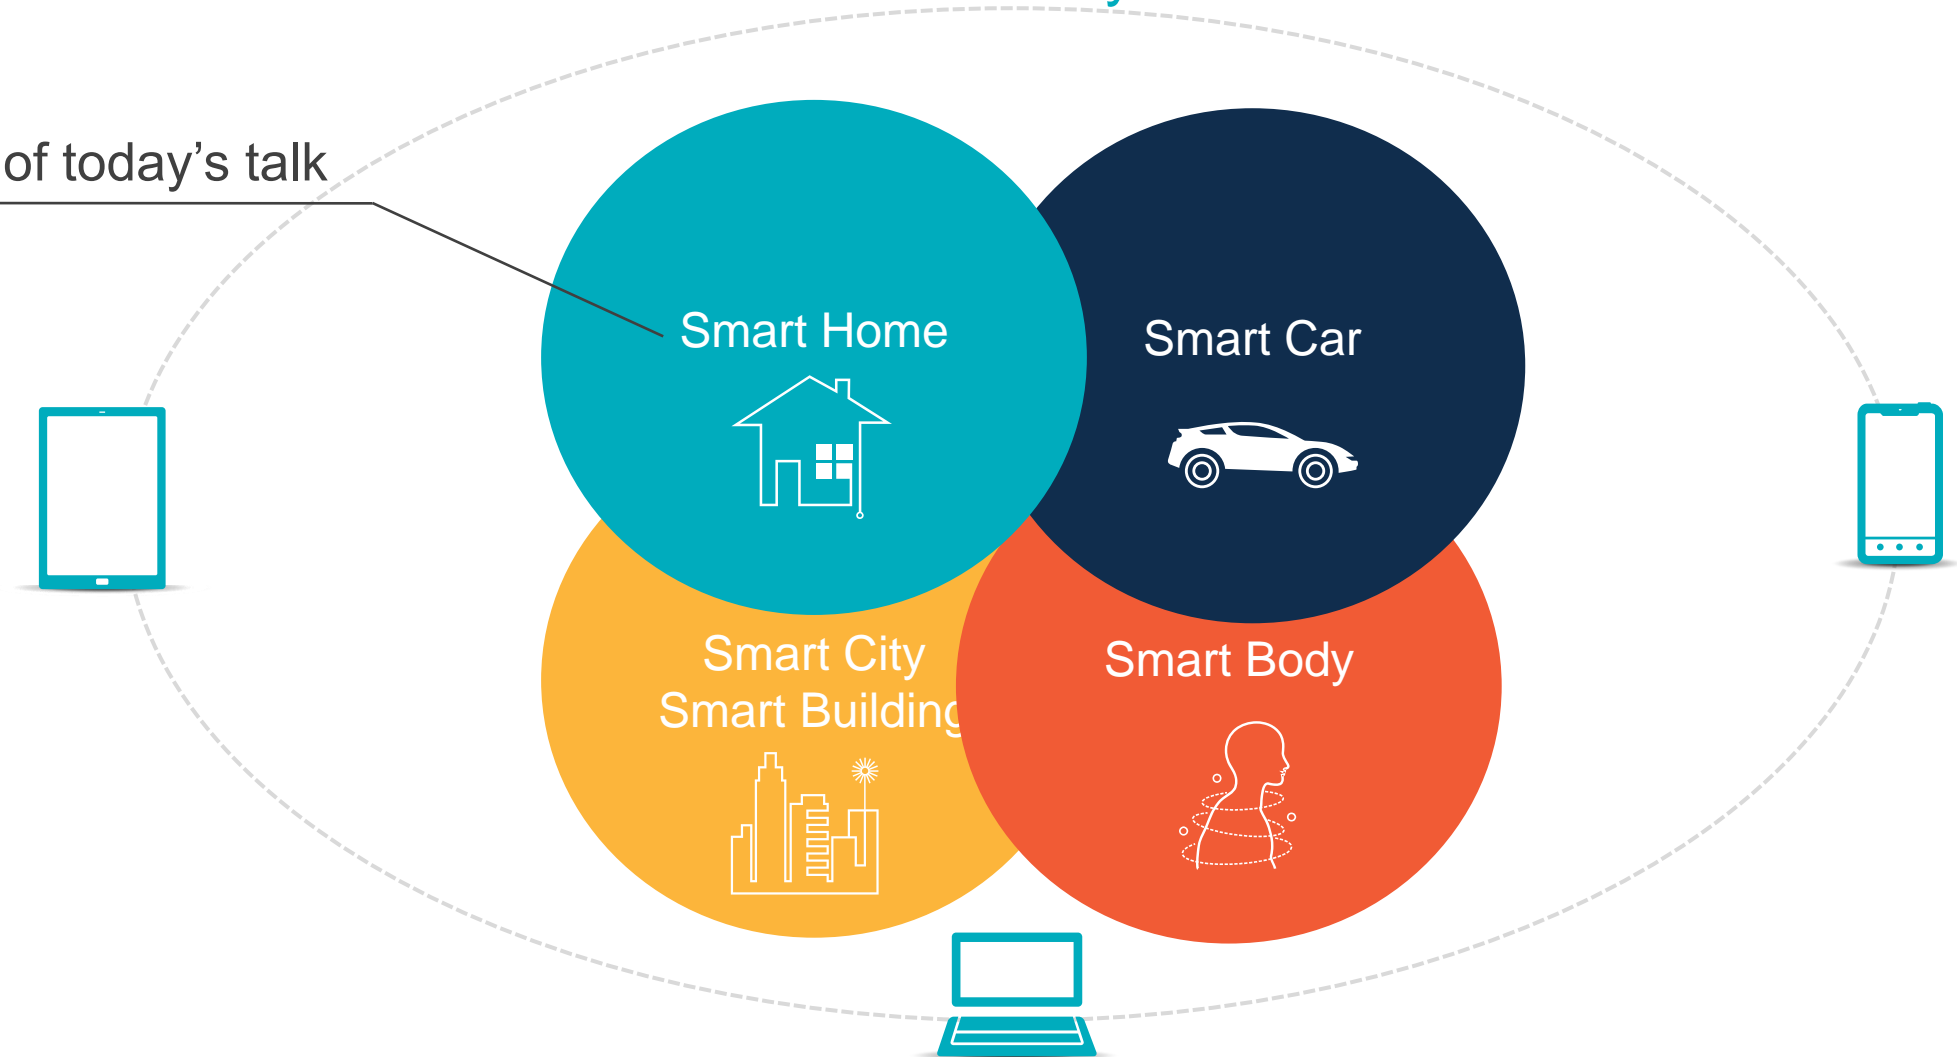 of today’s talk
Smart Home
Smart Car
Smart City
Smart Building
Smart Body